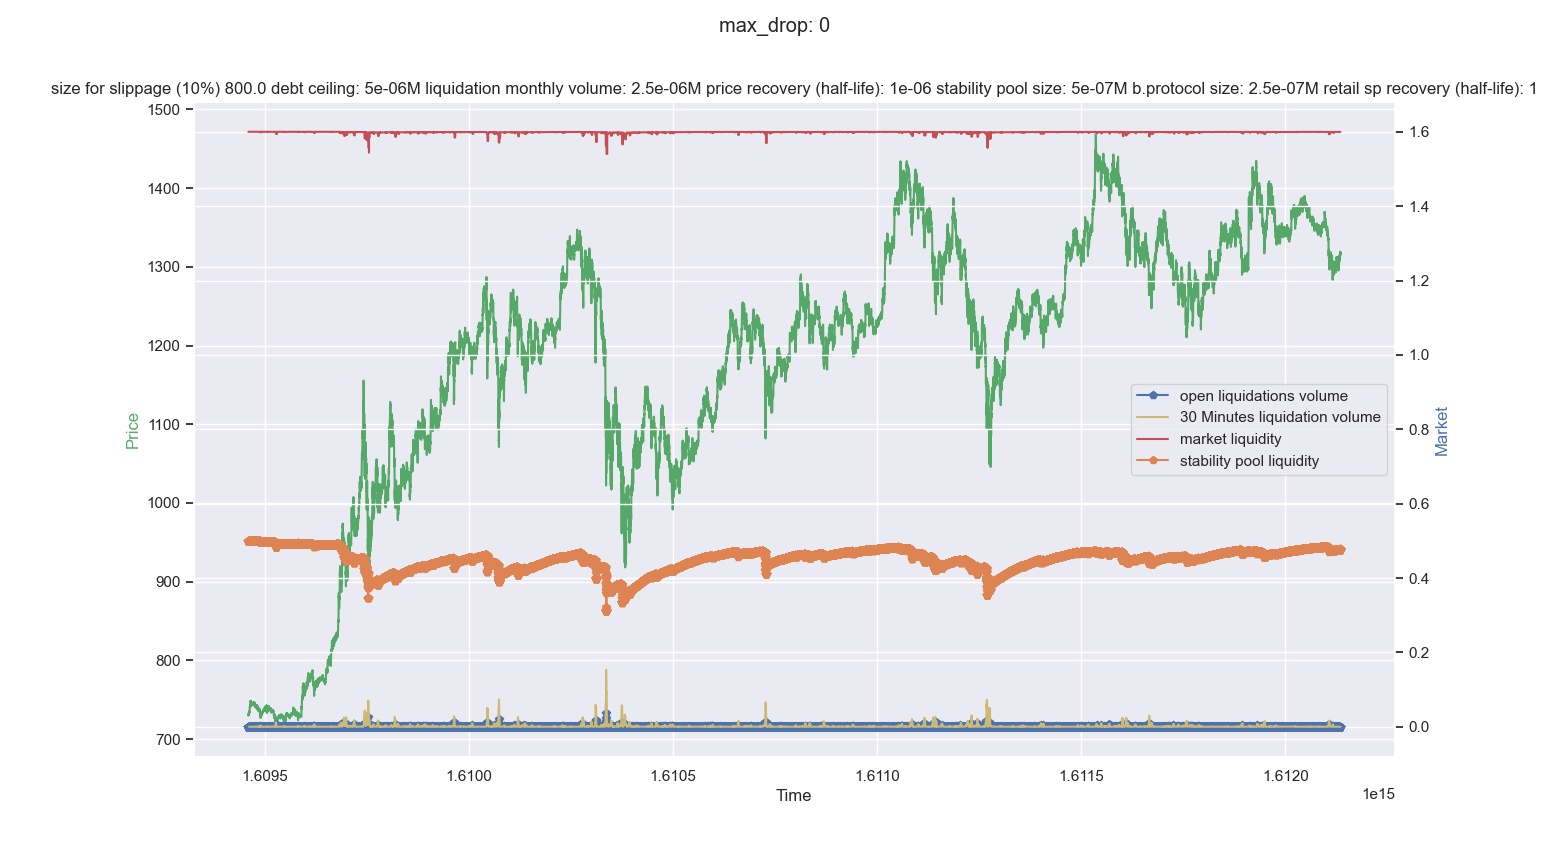 max_drop: 0
size for slippage (10%) 800.0 debt ceiling: 5e-06M liquidation monthly volume: 2.5e-06M price recovery (half-life): 1e-06 stability pool size: 5e-07M b.protocol size: 2.5e-07M retail sp recovery (half-life): 1
1500
1400
1300
1200
1100
1000
900
800
700
Price
1.6
1.4
1.2
1.0
0.8
0.6
0.4
0.2
0.0
Market
open liquidations volume
30 Minutes liquidation volume
market liquidity
stability pool liquidity
1.6095 1.6100 1.6105 1.6110 1.6115 1.6120
Time
1e15